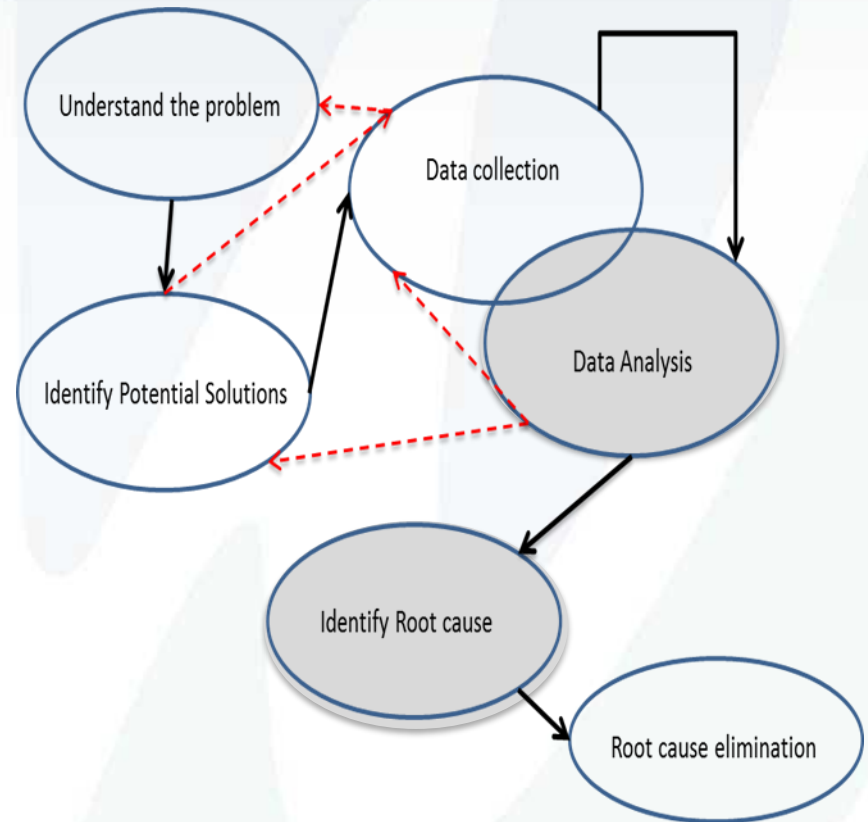 Understand the problem
Data collection
Data Analysis
Identify Potential Solutions
Identify Root cause
Root cause elimination